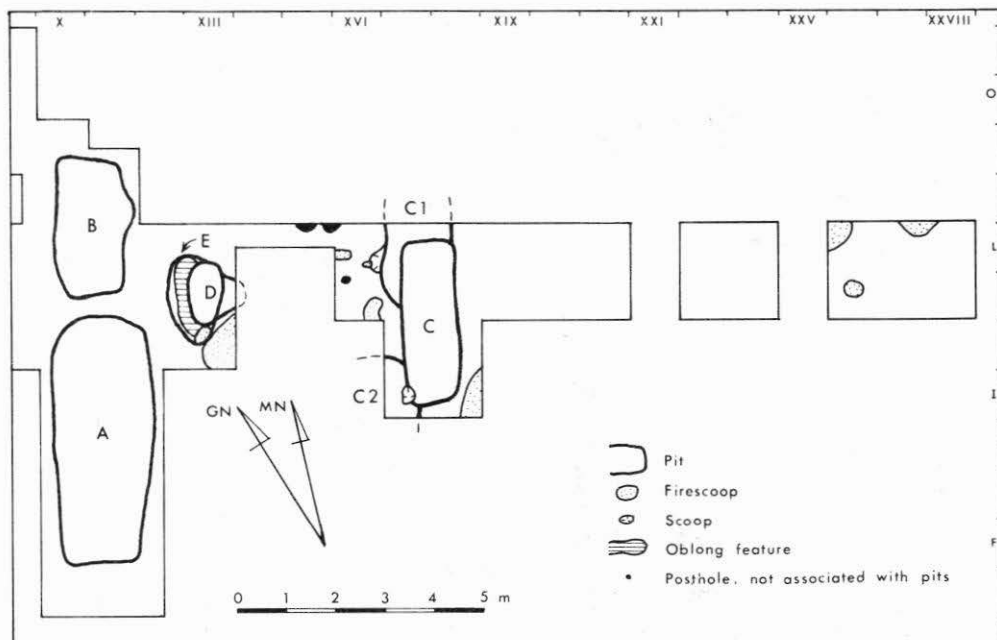 X XIII XVI XIX XXI XXV XXVIII
O
C1
B
E
L
D
C
C2
I
GN MN
A
Pit
Firescoop
Scoop
Oblong feature
F
Posthole, not associated with pits
0 1 2 3 4 5 m